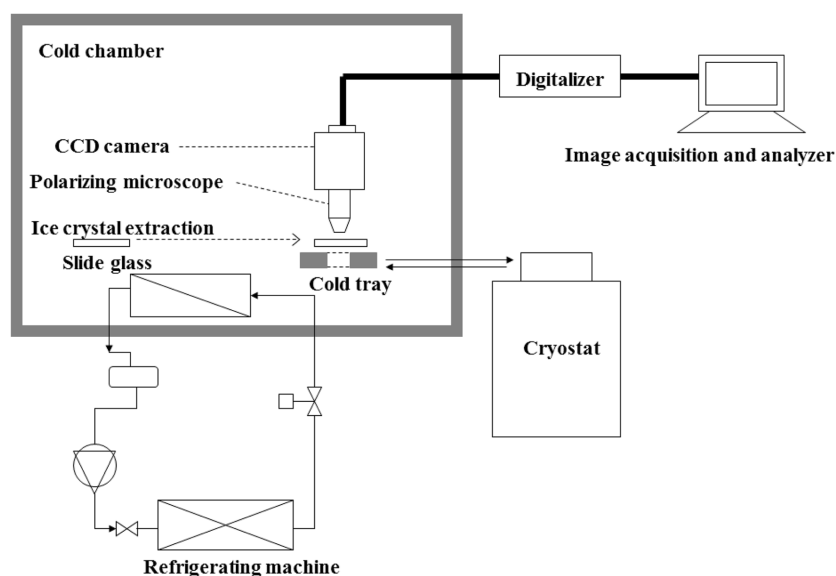 Cold chamber
Digitalizer
CCD camera
Image acquisition and analyzer
Polarizing microscope
Ice crystal extraction
Slide glass
Cold tray
Cryostat
Refrigerating machine